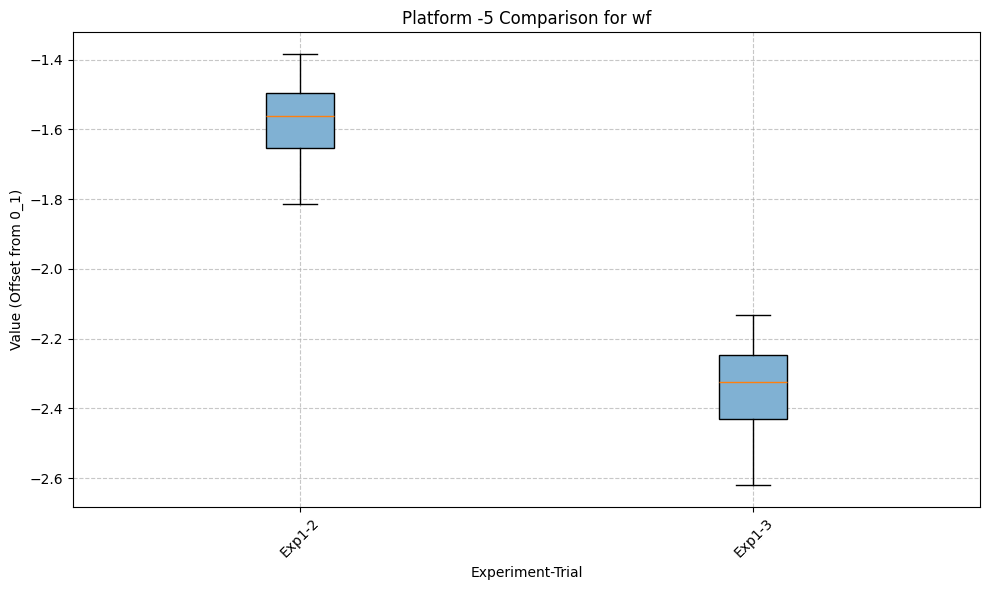 Platform -5 Comparison for wf
Value (Offset from 0_1)
−1.4
−1.6
−1.8
−2.0
−2.2
−2.4
−2.6
Exp1-2
Exp1-3
Experiment-Trial